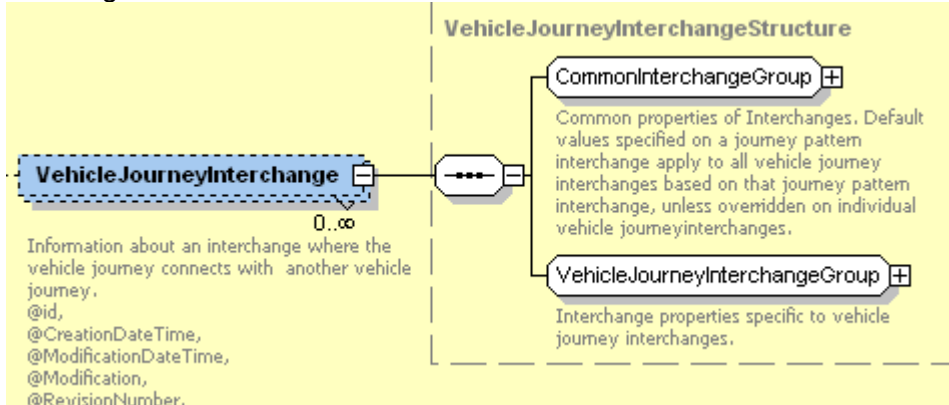 VehicleJourneyInterchangeStructure
CommonInterchangeGroup
Common properties of Interchanges. Default
values specified on a journey pattern
interchange apply to all vehicle journey
interchanges based on that journey pattern
interchange, unless overridden on individual
vehicle journeyinterchanges.
VehicleJourneyInterchange
0..∞
Information about an interchange where the
vehicle journey connects with another vehicle
journey.
@id,
@CreationDateTime,
@ModificationDateTime,
@Modification,
@RevisionNumber.
VehicleJourneyInterchangeGroup
Interchange properties specific to vehicle
journey interchanges.